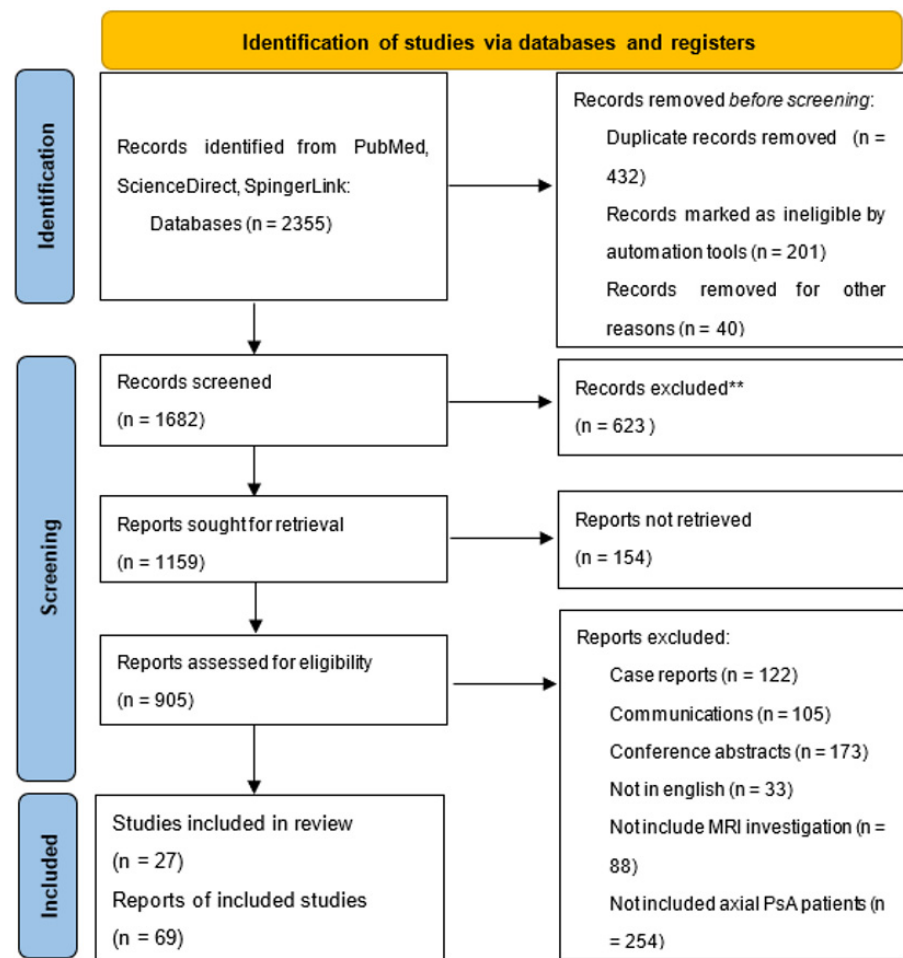 Identification of studies via databases and registers
Identification
Records identified from PubMed,
ScienceDirect, SpingerLink:
Databases (n = 2355)
Records removed before screening:
Duplicate records removed (n =
432)
Records marked as ineligible by
automation tools (n = 201)
Records removed for other
reasons (n = 40)
Screening
Records screened
(n = 1682)
Records excluded**
(n = 623 )
Reports sought for retrieval
(n = 1159)
Reports not retrieved
(n = 154)
Reports assessed for eligibility
(n = 905)
Reports excluded:
Case reports (n = 122)
Communications (n = 105)
Conference abstracts (n = 173)
Not in english (n = 33)
Not include MRI investigation (n =
88)
Not included axial PsA patients (n
= 254)
Included
Studies included in review
(n = 27)
Reports of included studies
(n = 69)